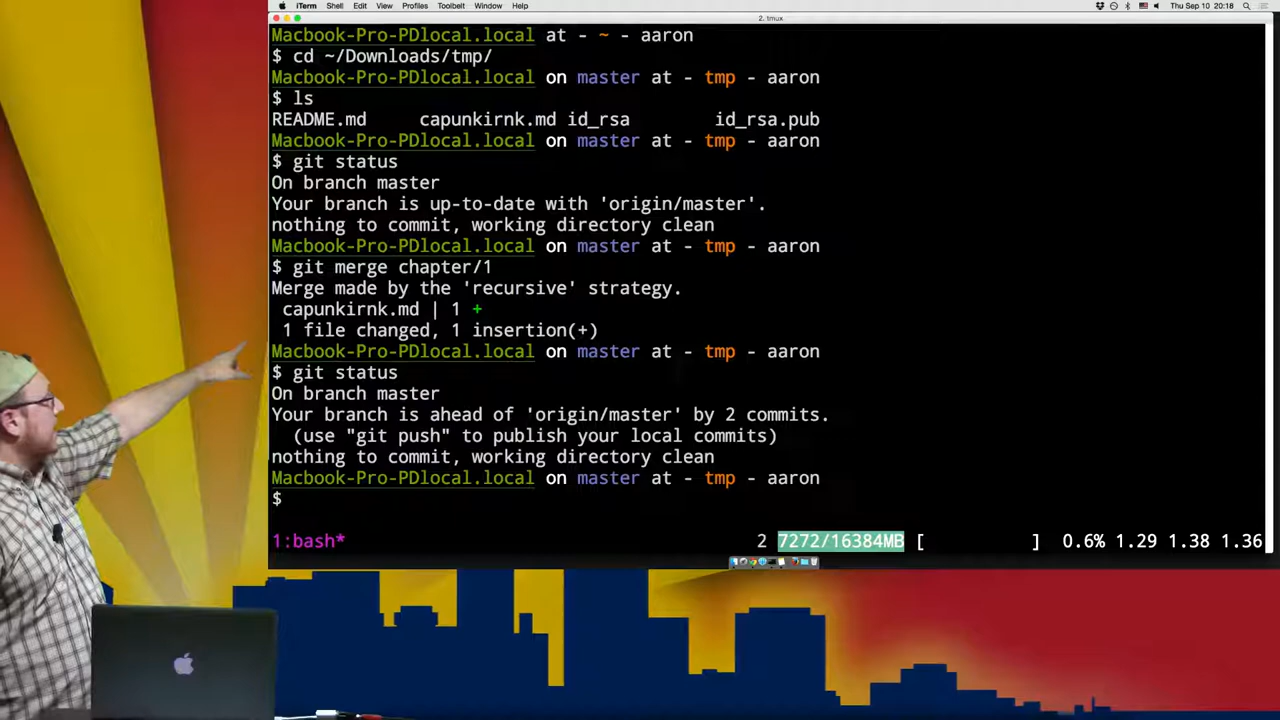 iTerm Shell Edit View Profiles Toolbelt Window Help Thu Sep 10 20:18
2. tmux
Macbook-Pro-PDlocal.local at - ~ - aaron
$ cd ~/Downloads/tmp/
Macbook-Pro-PDlocal.local on master at - tmp - aaron
$ ls
README.md capunkirnk.md id_rsa id_rsa.pub
Macbook-Pro-PDlocal.local on master at - tmp - aaron
$ git status
On branch master
Your branch is up-to-date with 'origin/master'.
nothing to commit, working directory clean
Macbook-Pro-PDlocal.local on master at - tmp - aaron
$ git merge chapter/1
Merge made by the 'recursive' strategy.
capunkirnk.md | 1 +
1 file changed, 1 insertion(+)
Macbook-Pro-PDlocal.local on master at - tmp - aaron
$ git status
On branch master
Your branch is ahead of 'origin/master' by 2 commits.
(use "git push" to publish your local commits)
nothing to commit, working directory clean
Macbook-Pro-PDlocal.local on master at - tmp - aaron
$
1:bash* 2 7272/16384MB [ ] 0.6% 1.29 1.38 1.36